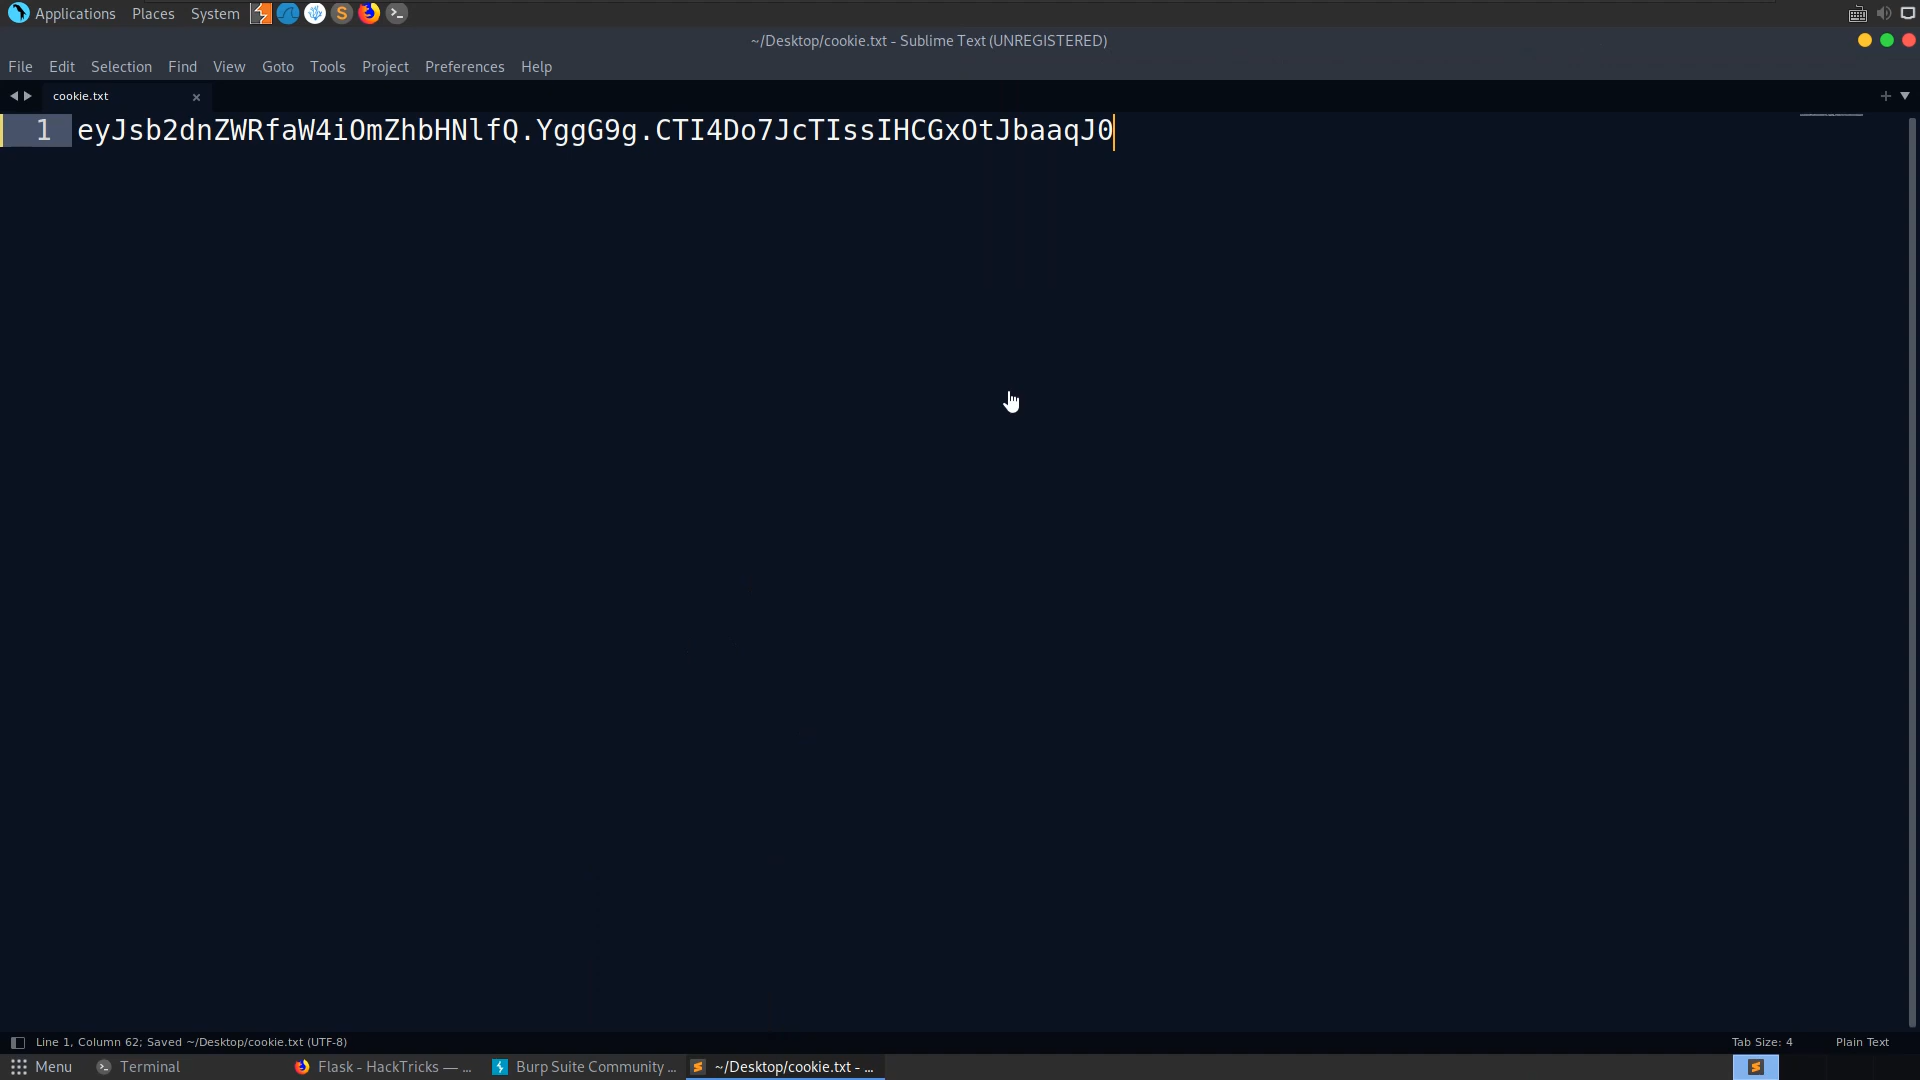 Applications Places System
~/Desktop/cookie.txt - Sublime Text (UNREGISTERED)
File Edit Selection Find View Goto Tools Project Preferences Help
cookie.txt
1 eyJsb2dnZWRfaW4iOmZhbHNlfQ.YggG9g.CTI4Do7JcTIssIHCGxOtJbaaqJ0
Line 1, Column 62; Saved ~/Desktop/cookie.txt (UTF-8) Tab Size: 4 Plain Text
Menu Terminal Flask - HackTricks — ... Burp Suite Community ... ~/Desktop/cookie.txt - ...